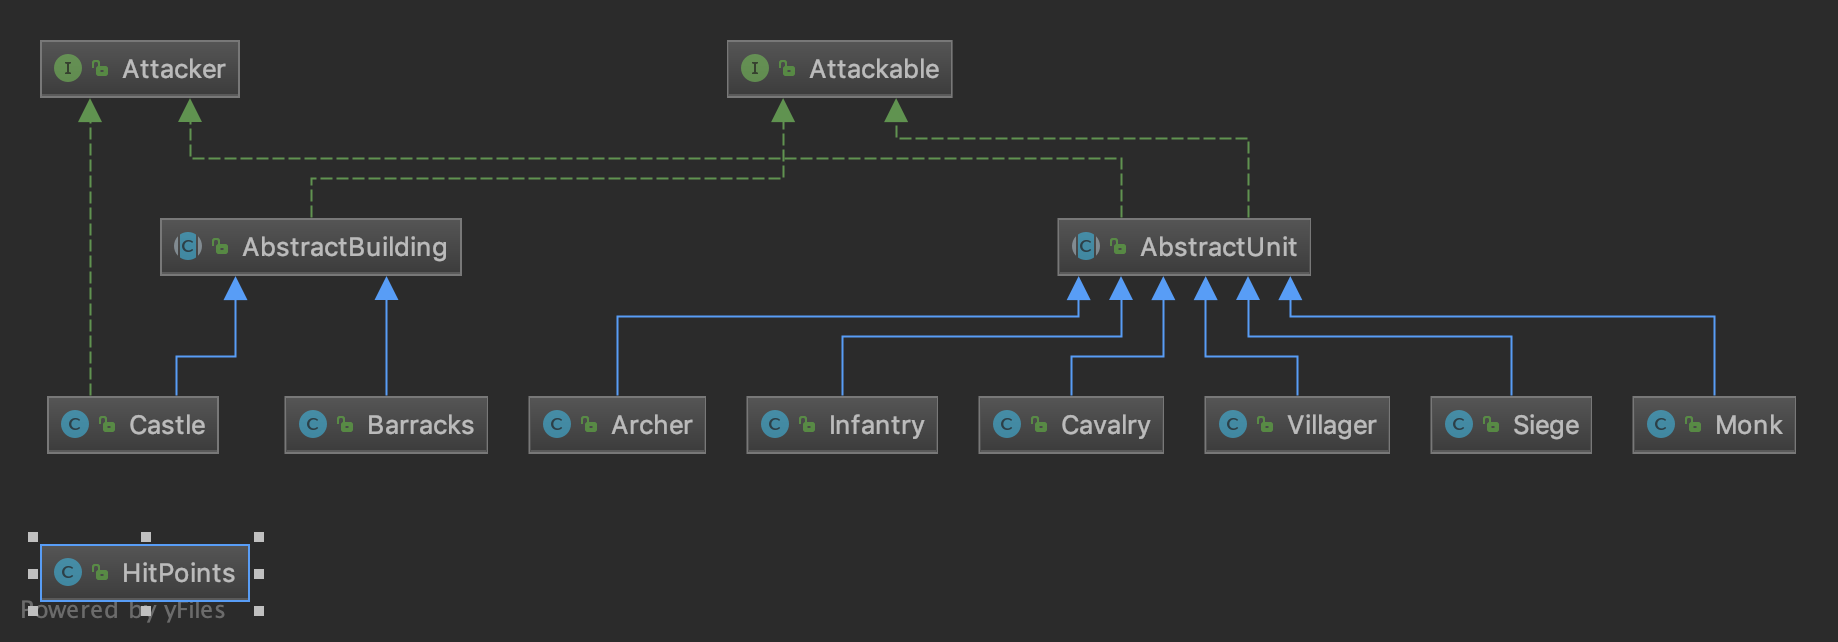 Attacker
Attackable
AbstractBuilding
AbstractUnit
Castle
Barracks
Archer
Infantry
Cavalry
Villager
Siege
Monk
HitPoints
Powered by yFiles